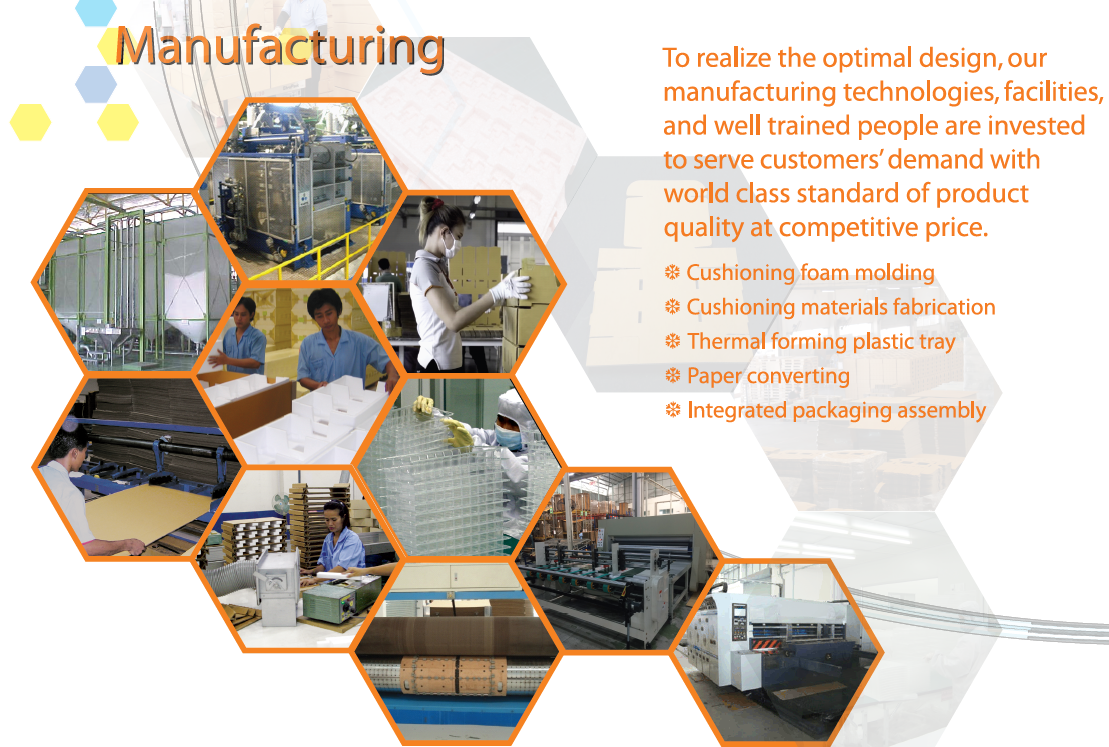 Manufacturing
To realize the optimal design, our
manufacturing technologies, facilities,
and well trained people are invested
to serve customers’ demand with
world class standard of product
quality at competitive price.
❄ Cushioning foam molding
❄ Cushioning materials fabrication
❄ Thermal forming plastic tray
❄ Paper converting
❄ Integrated packaging assembly